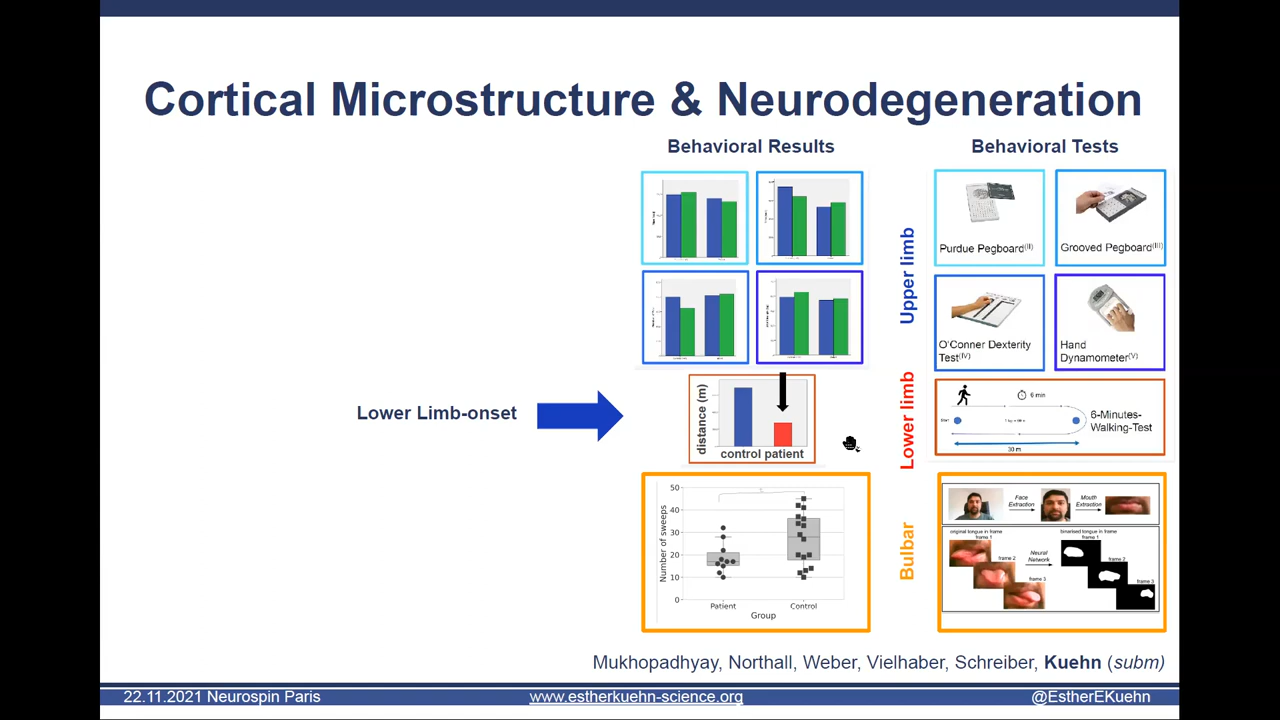 Cortical Microstructure & Neurodegeneration
Behavioral Results
Behavioral Tests
Upper limb
Purdue Pegboard(II)
Grooved Pegboard(III)
O'Conner Dexterity
Test(IV)
Hand
Dynamometer(V)
Lower Limb-onset
distance (m)
control patient
Lower limb
6 min
30 m
6-Minutes-
Walking-Test
Number of sweeps
50
40
30
20
10
0
Patient
Control
Group
Bulbar
Face
Extraction
Mouth
Extraction
original tongue in frame
frame 1
frame 2
frame 3
Neural
Network
binarised tongue in frame
frame 1
frame 2
frame 3
Mukhopadhyay, Northall, Weber, Vielhaber, Schreiber, Kuehn (subm)
22.11.2021 Neurospin Paris
www.estherkuehn-science.org
@EstherEKuehn